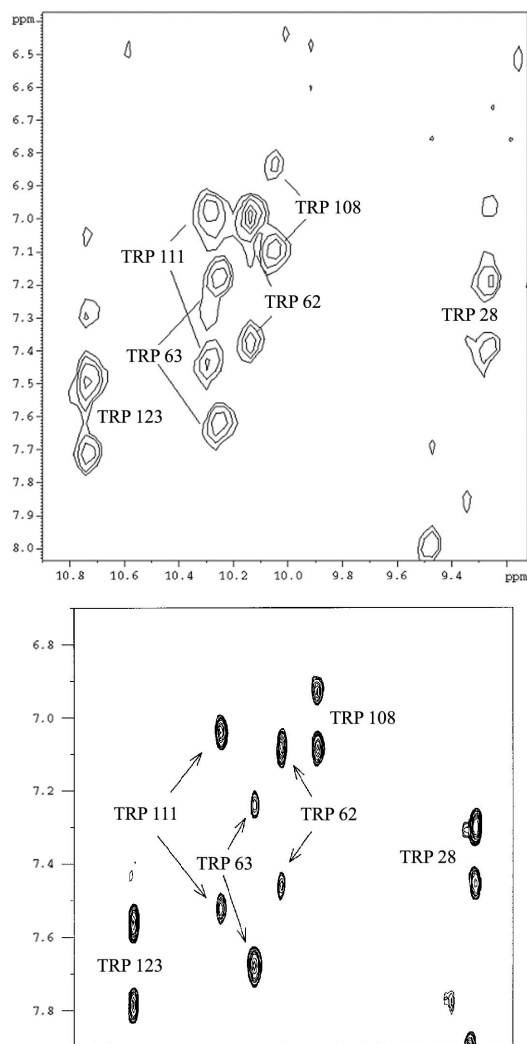 ppm
6.5
6.6
6.7
6.8
6.9
TRP 108
7.0
7.1
TRP 111
7.2
TRP 62
TRP 28
7.3
TRP 63
7.4
7.5
TRP 123
7.6
7.7
7.8
7.9
8.0
10.8 10.6 10.4 10.2 10.0 9.6 9.4 ppm
6.8
7.0
TRP 108
7.2
TRP 111 TRP 62
7.4
TRP 63 TRP 28
7.6
TRP 123
7.8